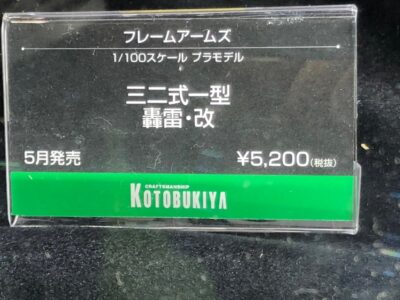 フレームアームズ
1/100スケール プラモデル
三二式一型
轟雷・改
5月発売 ¥5,200(税抜)
CRAFTSMANSHIP
KOTOBUKIYA